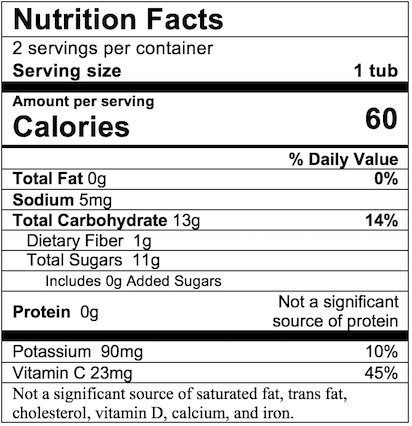 Nutrition Facts
2 servings per container
Serving size 1 tub
Amount per serving
Calories 60
% Daily Value
Total Fat 0g 0%
Sodium 5mg
Total Carbohydrate 13g 14%
Dietary Fiber 1g
Total Sugars 11g
Includes 0g Added Sugars
Protein 0g Not a significant
source of protein
Potassium 90mg 10%
Vitamin C 23mg 45%
Not a significant source of saturated fat, trans fat,
cholesterol, vitamin D, calcium, and iron.